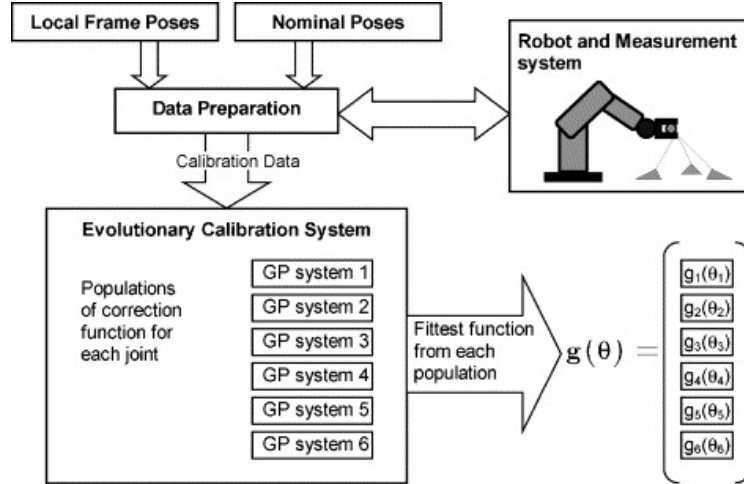 Local Frame Poses
Nominal Poses
Robot and Measurement
system
Data Preparation
Calibration Data
Evolutionary Calibration System
Populations
of correction
function for
each joint
GP system 1
GP system 2
GP system 3
GP system 4
GP system 5
GP system 6
Fittest function
from each
population
g(θ) =
g₁(θ₁)
g₂(θ₂)
g₃(θ₃)
g₄(θ₄)
g₅(θ₅)
g₆(θ₆)